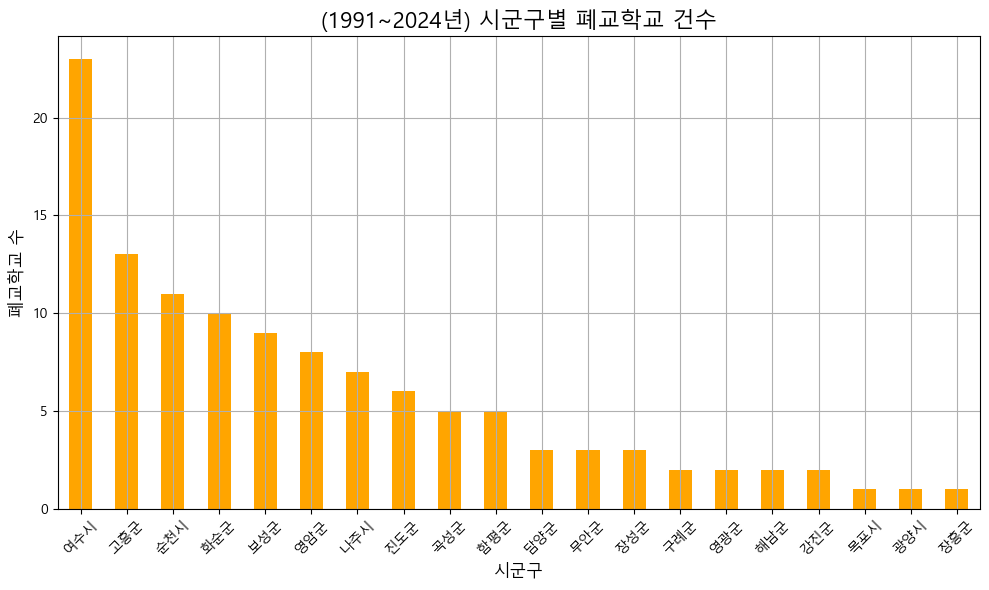 (1991~2024년) 시군구별 폐교학교 건수
폐교학교 수
20
15
10
5
0
여수시 고흥군 순천시 화순군 보성군 영암군 나주시 진도군 곡성군 함평군 담양군 무안군 장성군 구례군 영광군 해남군 강진군 목포시 광양시 장흥군
시군구